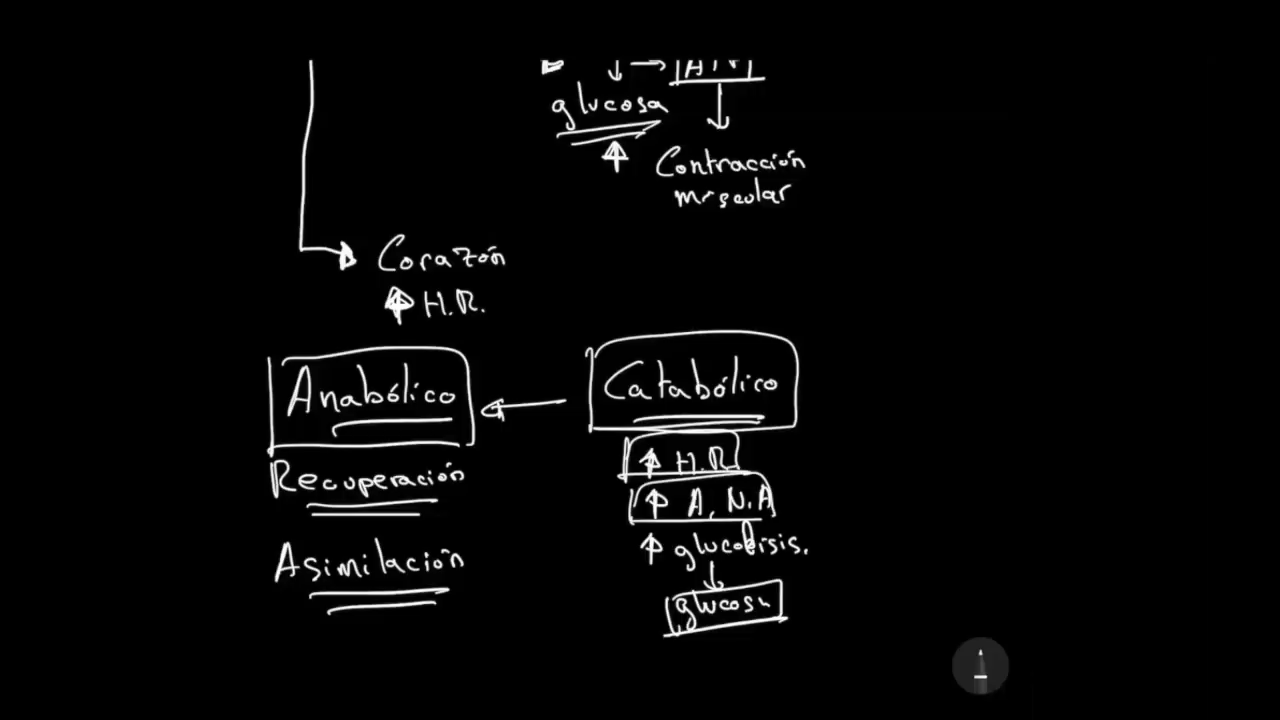 glucosa
Contracción
muscular
Corazón
↑ H.R.
Anabólico
Catabólico
Recuperación
Asimilación
↑ H.R
↑ A, N.A
↑ glucolisis.
glucosa